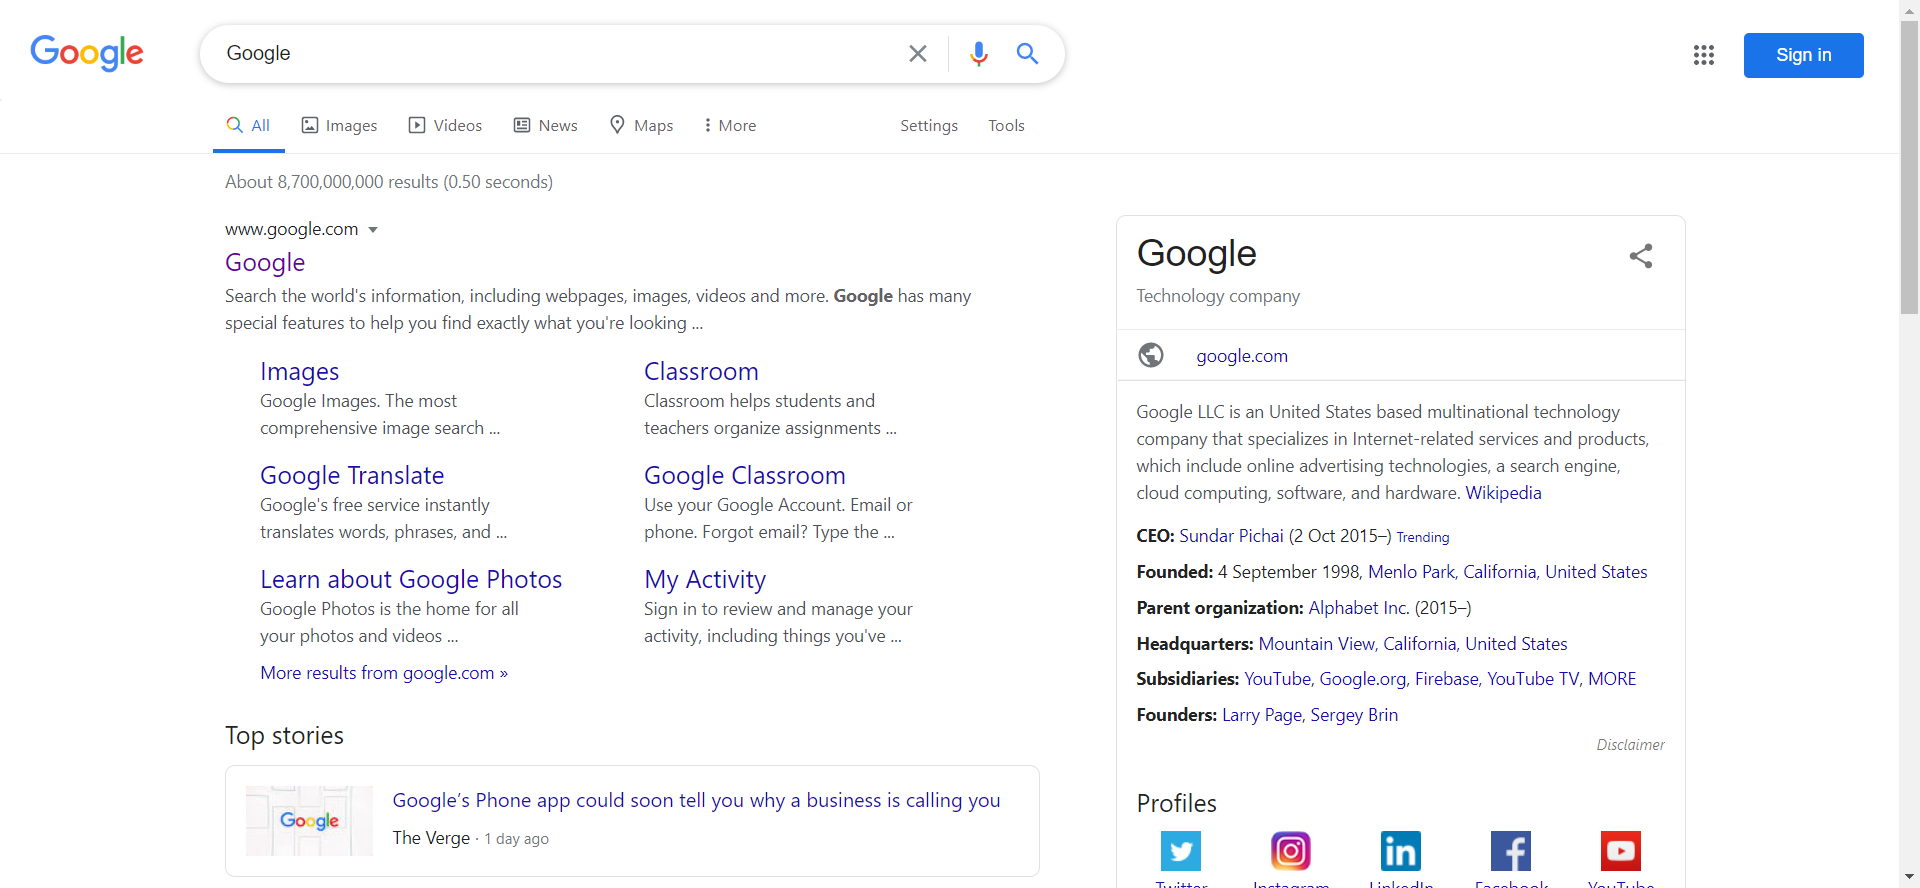 Google
Google
Sign in
All Images Videos News Maps More Settings Tools
About 8,700,000,000 results (0.50 seconds)
www.google.com
Google
Search the world's information, including webpages, images, videos and more. Google has many
special features to help you find exactly what you're looking ...
Images
Google Images. The most
comprehensive image search ...
Classroom
Classroom helps students and
teachers organize assignments ...
Google Translate
Google's free service instantly
translates words, phrases, and ...
Google Classroom
Use your Google Account. Email or
phone. Forgot email? Type the ...
Learn about Google Photos
Google Photos is the home for all
your photos and videos ...
My Activity
Sign in to review and manage your
activity, including things you've ...
More results from google.com »
Top stories
Google
Google’s Phone app could soon tell you why a business is calling you
The Verge · 1 day ago
Google
Technology company
google.com
Google LLC is an United States based multinational technology
company that specializes in Internet-related services and products,
which include online advertising technologies, a search engine,
cloud computing, software, and hardware. Wikipedia
CEO: Sundar Pichai (2 Oct 2015–) Trending
Founded: 4 September 1998, Menlo Park, California, United States
Parent organization: Alphabet Inc. (2015–)
Headquarters: Mountain View, California, United States
Subsidiaries: YouTube, Google.org, Firebase, YouTube TV, MORE
Founders: Larry Page, Sergey Brin
Disclaimer
Profiles
Twitter Instagram LinkedIn Facebook YouTube